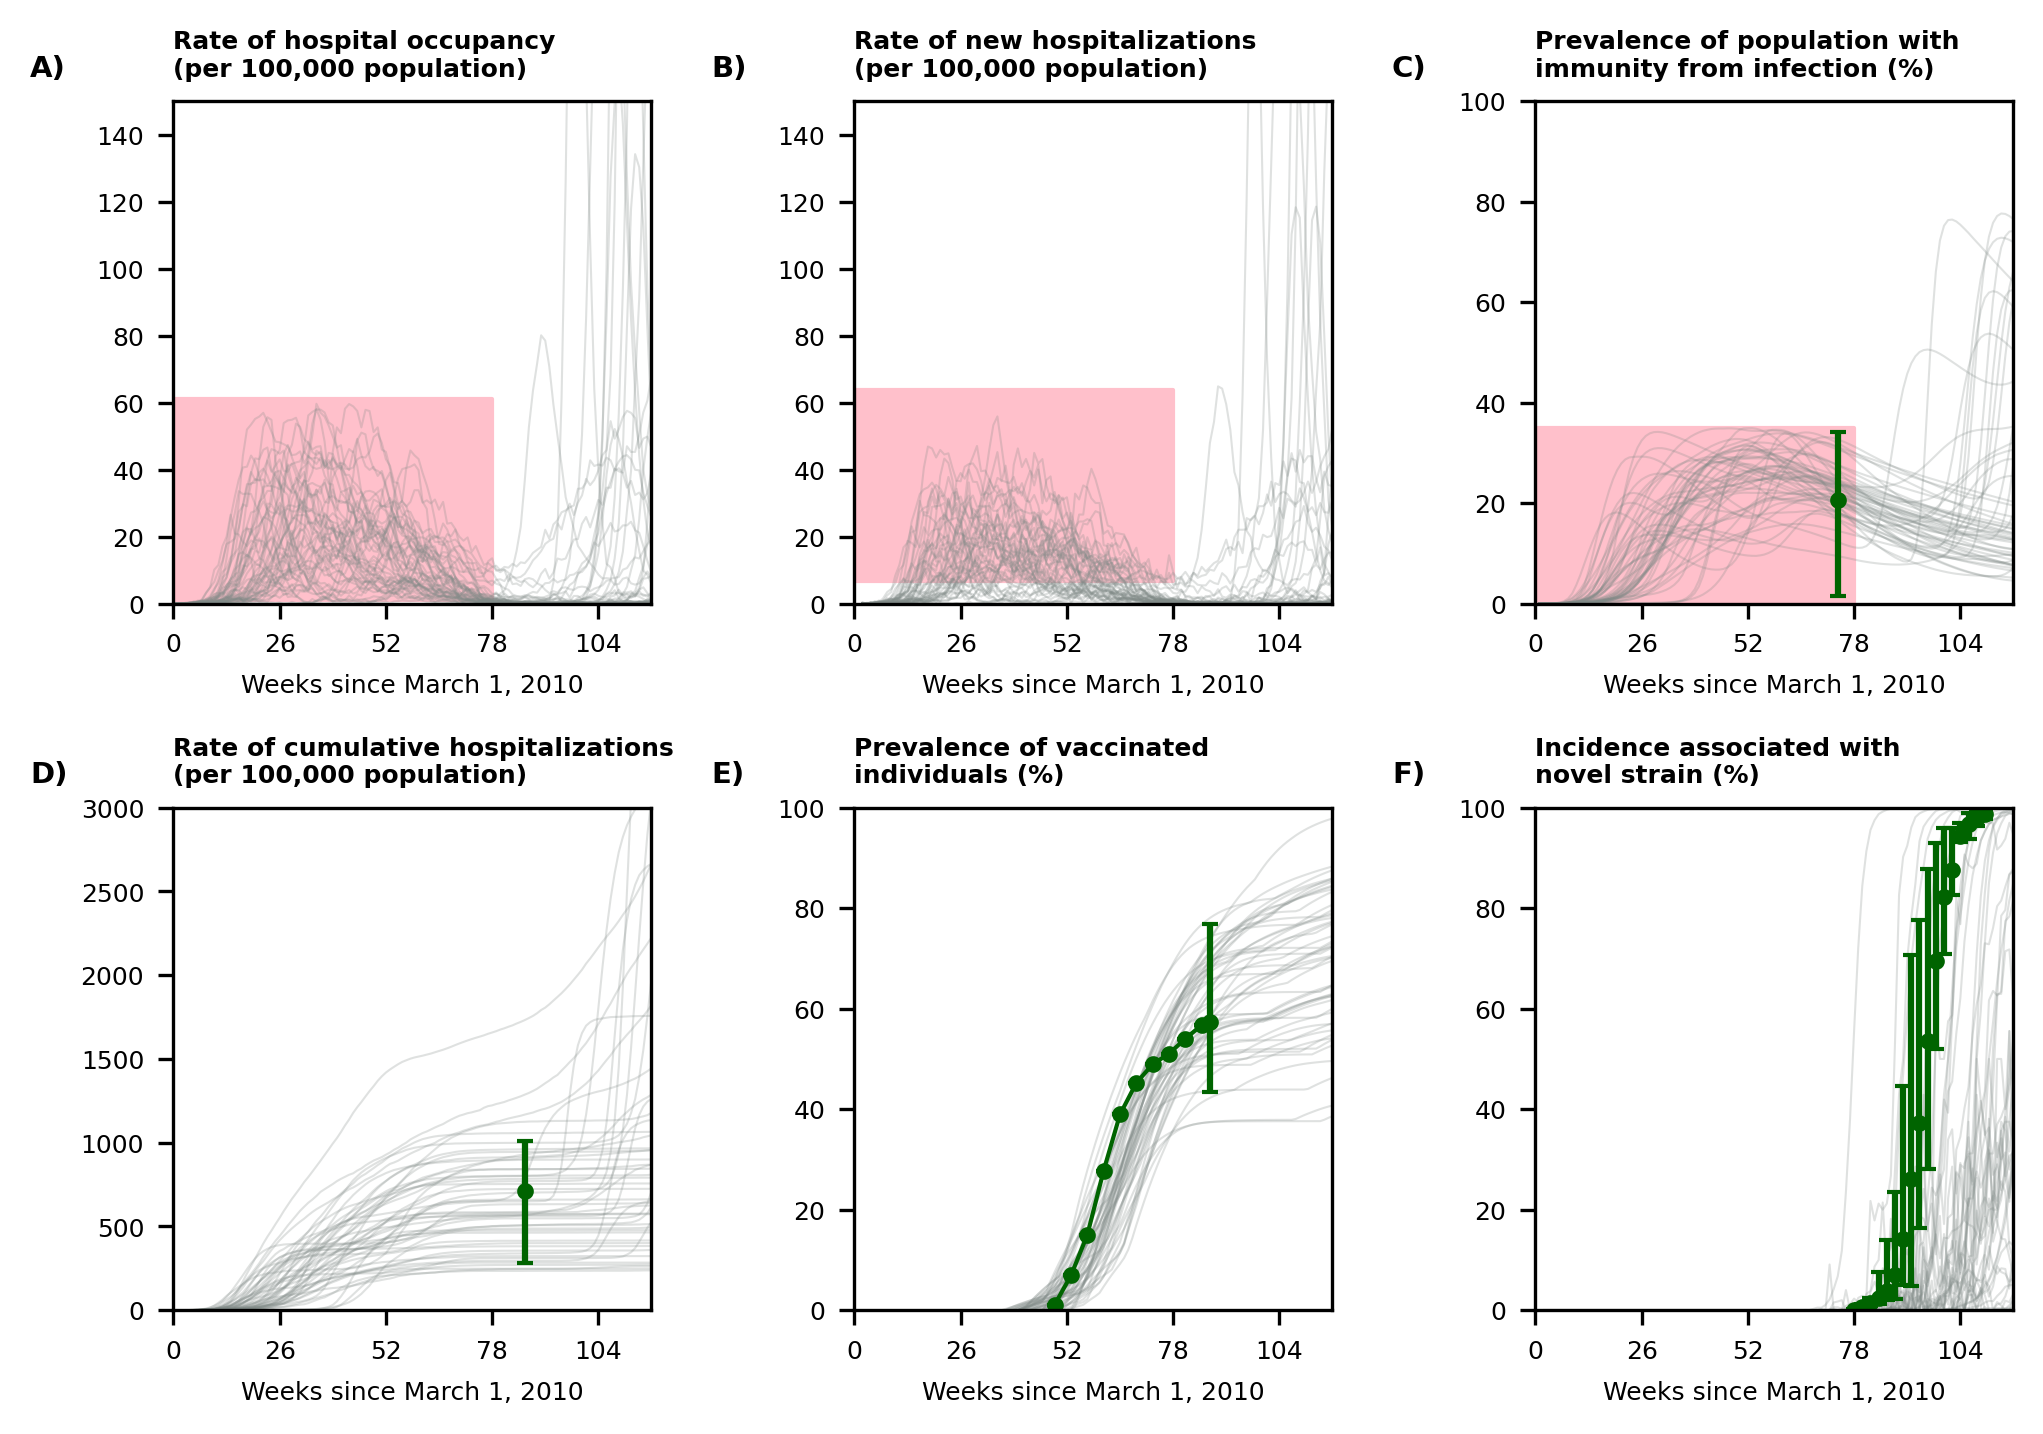 A)
Rate of hospital occupancy
(per 100,000 population)
140
120
100
80
60
40
20
0
0 26 52 78 104
Weeks since March 1, 2010
B)
Rate of new hospitalizations
(per 100,000 population)
140
120
100
80
60
40
20
0
0 26 52 78 104
Weeks since March 1, 2010
C)
Prevalence of population with
immunity from infection (%)
100
80
60
40
20
0
0 26 52 78 104
Weeks since March 1, 2010
D)
Rate of cumulative hospitalizations
(per 100,000 population)
3000
2500
2000
1500
1000
500
0
0 26 52 78 104
Weeks since March 1, 2010
E)
Prevalence of vaccinated
individuals (%)
100
80
60
40
20
0
0 26 52 78 104
Weeks since March 1, 2010
F)
Incidence associated with
novel strain (%)
100
80
60
40
20
0
0 26 52 78 104
Weeks since March 1, 2010